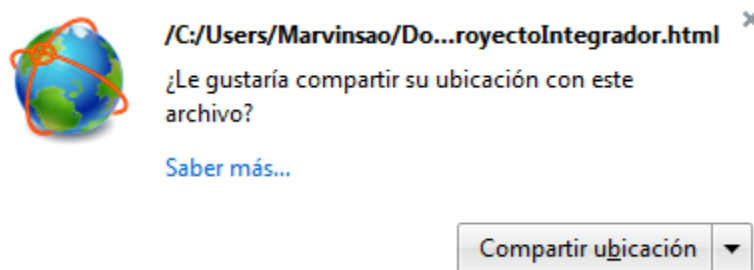 /C:/Users/Marvinsao/Do...royectoIntegrador.html
¿Le gustaría compartir su ubicación con este
archivo?
Saber más...
Compartir ubicación